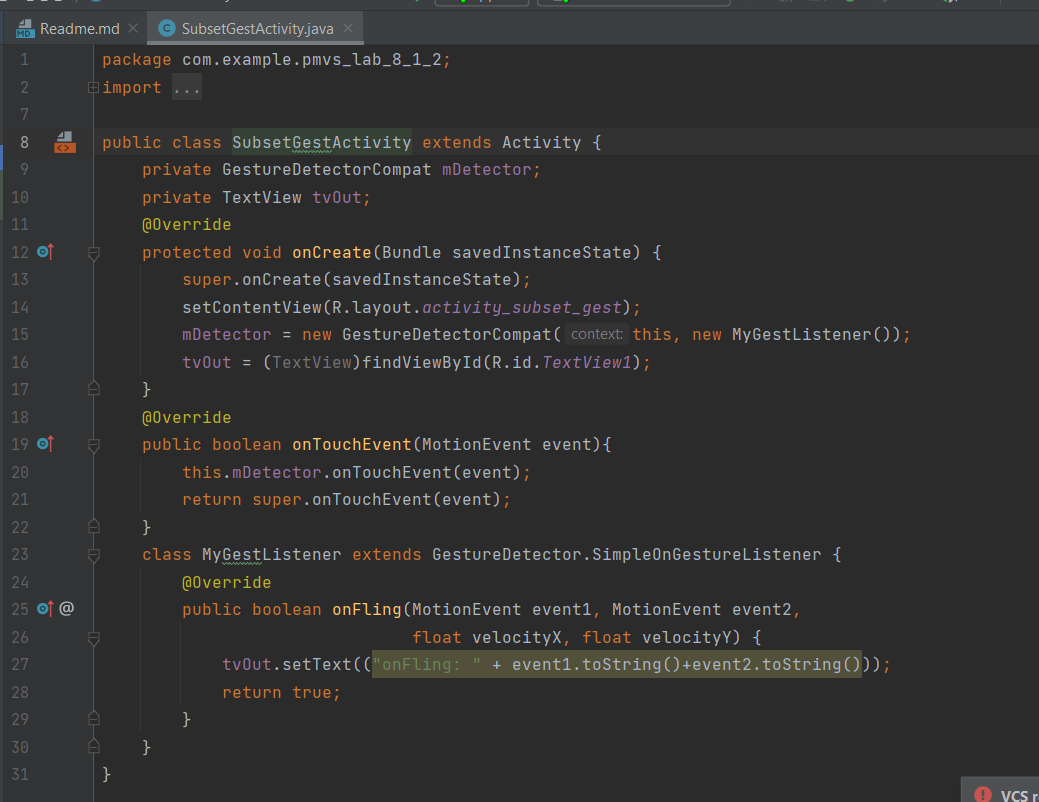 Readme.md SubsetGestActivity.java
1 package com.example.pmvs_lab_8_1_2;
2 import ...
7
8 public class SubsetGestActivity extends Activity {
9 private GestureDetectorCompat mDetector;
10 private TextView tvOut;
11 @Override
12 protected void onCreate(Bundle savedInstanceState) {
13 super.onCreate(savedInstanceState);
14 setContentView(R.layout.activity_subset_gest);
15 mDetector = new GestureDetectorCompat( context: this, new MyGestListener());
16 tvOut = (TextView)findViewById(R.id.TextView1);
17 }
18 @Override
19 public boolean onTouchEvent(MotionEvent event){
20 this.mDetector.onTouchEvent(event);
21 return super.onTouchEvent(event);
22 }
23 class MyGestListener extends GestureDetector.SimpleOnGestureListener {
24 @Override
25 @ public boolean onFling(MotionEvent event1, MotionEvent event2,
26 float velocityX, float velocityY) {
27 tvOut.setText(("onFling: " + event1.toString()+event2.toString()));
28 return true;
29 }
30 }
31 }
VCS